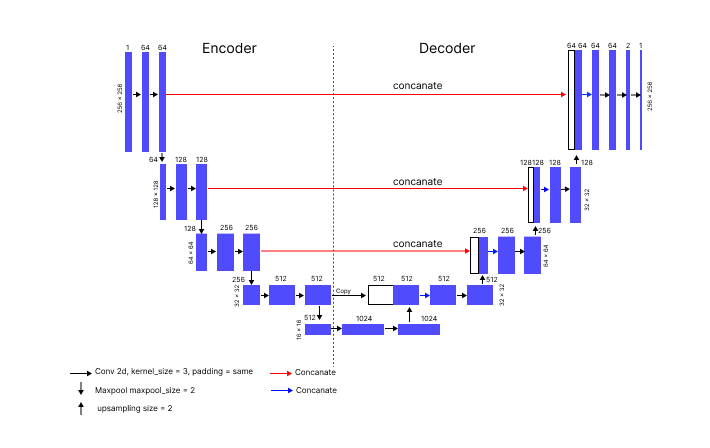 Encoder
Decoder
1 64 64
64 64 64 64 2 1
256 × 256
concanate
256 × 256
64 128 128
128 128 128
128 × 128
concanate
32 × 32
128 256 256
256 256
64 × 64
concanate
64 × 64
256 512 512
Copy
512 512 512 512
32 × 32
32 × 32
512 1024 1024
16 × 16
Conv 2d, kernel_size = 3, padding = same
Concanate
Maxpool maxpool_size = 2
Concanate
upsampling size = 2